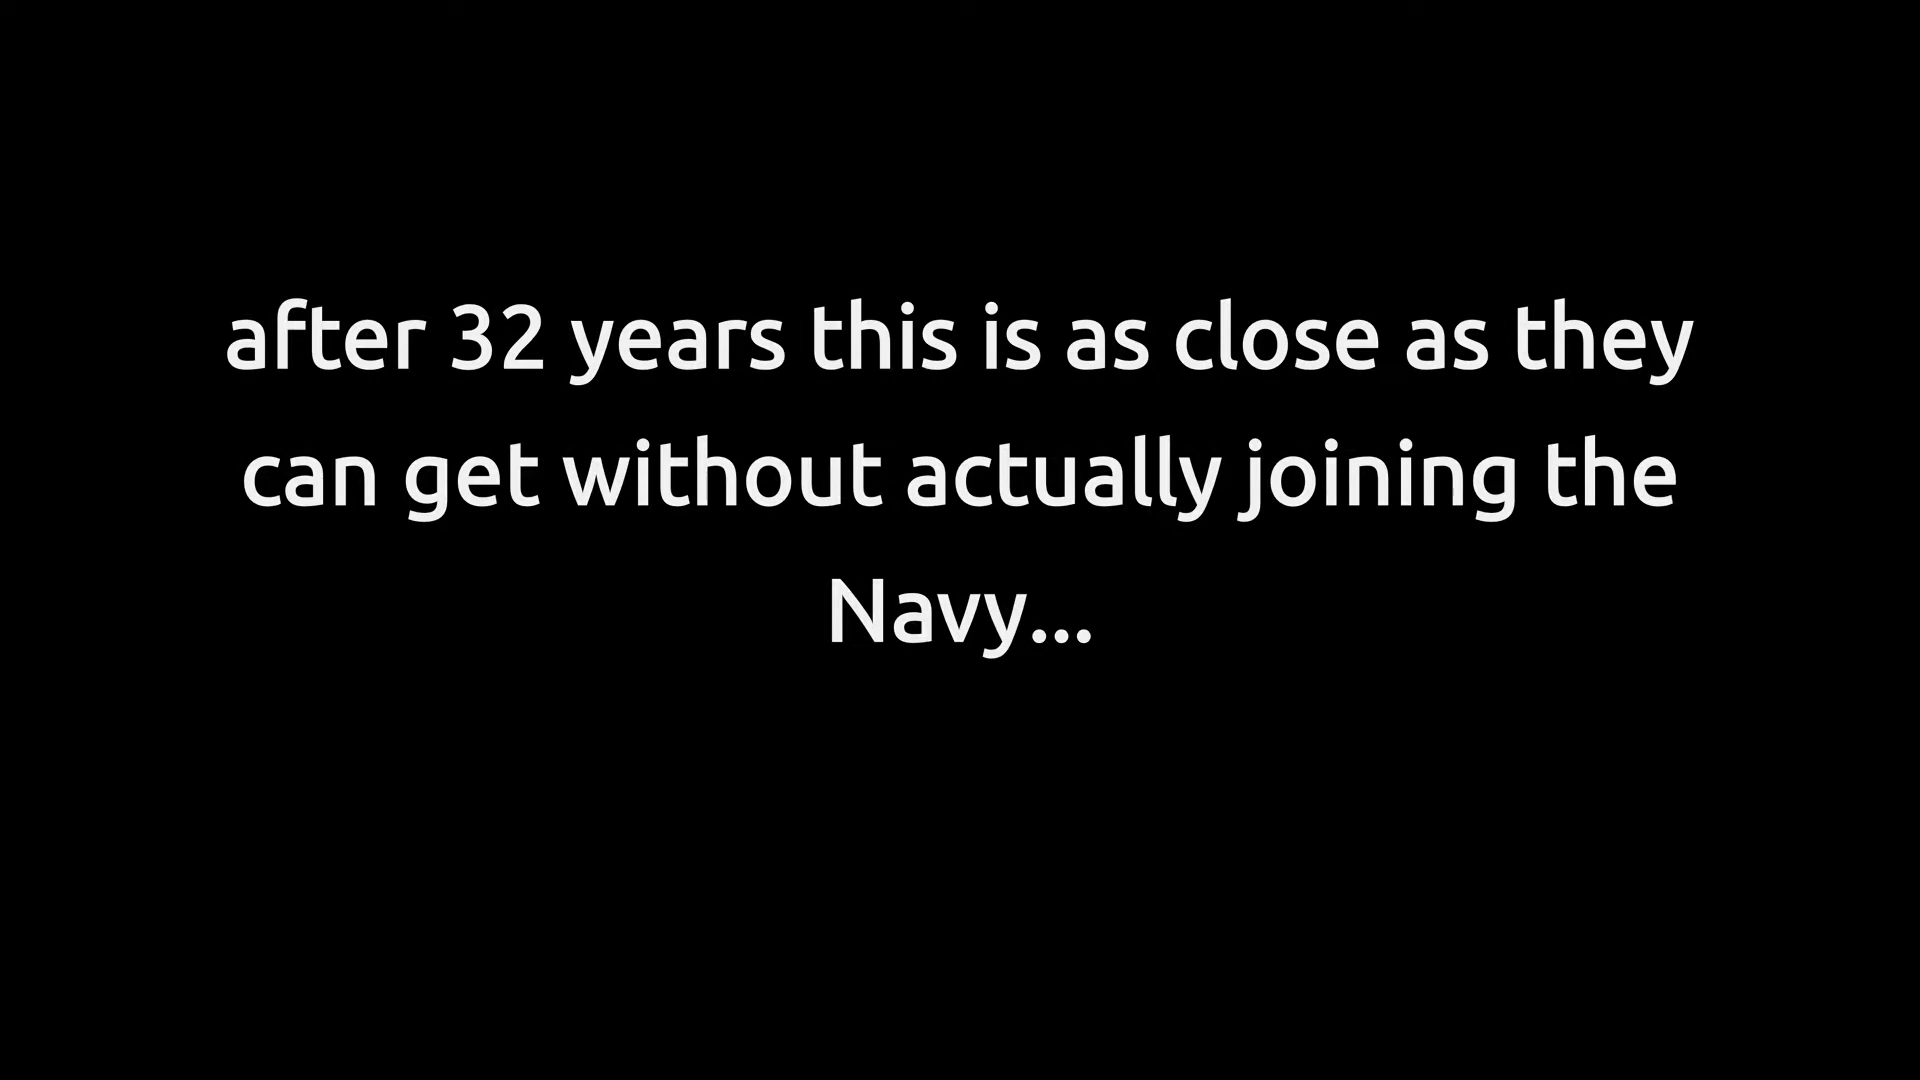 after 32 years this is as close as they
can get without actually joining the
Navy...